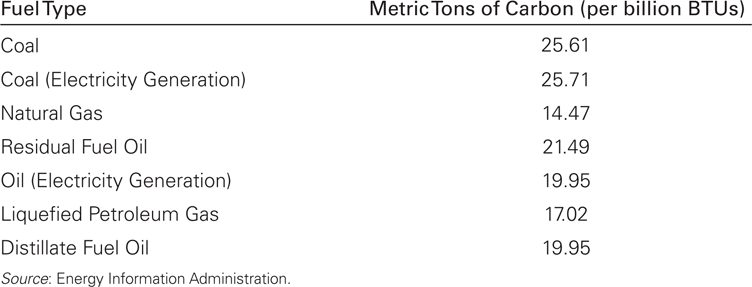 Fuel Type Metric Tons of Carbon (per billion BTUs)
Coal 25.61
Coal (Electricity Generation) 25.71
Natural Gas 14.47
Residual Fuel Oil 21.49
Oil (Electricity Generation) 19.95
Liquefied Petroleum Gas 17.02
Distillate Fuel Oil 19.95
Source: Energy Information Administration.